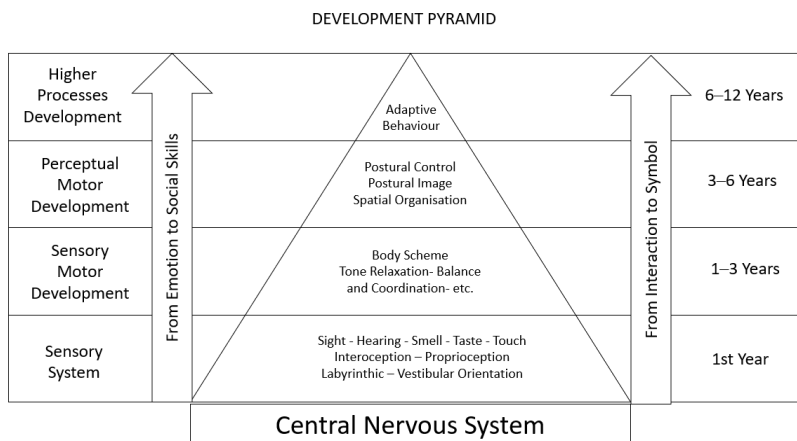 DEVELOPMENT PYRAMID
Higher
Processes
Development
From Emotion to Social Skills
Adaptive
Behaviour
From Interaction to Symbol
6–12 Years
Perceptual
Motor
Development
Postural Control
Postural Image
Spatial Organisation
3–6 Years
Sensory
Motor
Development
Body Scheme
Tone Relaxation- Balance
and Coordination- etc.
1–3 Years
Sensory
System
Sight - Hearing - Smell - Taste - Touch
Interoception – Proprioception
Labyrinthic – Vestibular Orientation
1st Year
Central Nervous System